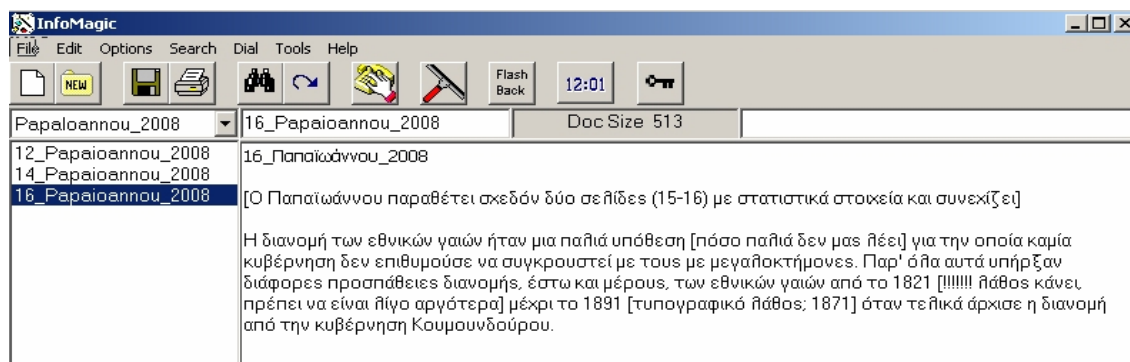 InfoMagic
File Edit Options Search Dial Tools Help
NEW Flash Back 12:01
Papaloannou_2008 16_Papaioannou_2008 Doc Size 513
12_Papaioannou_2008
14_Papaioannou_2008
16_Papaioannou_2008
16_Παπαϊωάννου_2008
[Ο Παπαϊωάννου παραθέτει σχεδόν δύο σελίδες (15-16) με στατιστικά στοιχεία και συνεχίζει]
Η διανομή των εθνικών γαιών ήταν μια παλιά υπόθεση [πόσο παλιά δεν μας λέει] για την οποία καμία
κυβέρνηση δεν επιθυμούσε να συγκρουστεί με τους με μεγαλοκτήμονες. Παρ' όλα αυτά υπήρξαν
διάφορες προσπάθειες διανομής, έστω και μέρους, των εθνικών γαιών από το 1821 [!!!!!!! λάθος κάνει,
πρέπει να είναι λίγο αργότερα] μέχρι το 1891 [τυπογραφικό λάθος; 1871] όταν τελικά άρχισε η διανομή
από την κυβέρνηση Κουμουνδούρου.